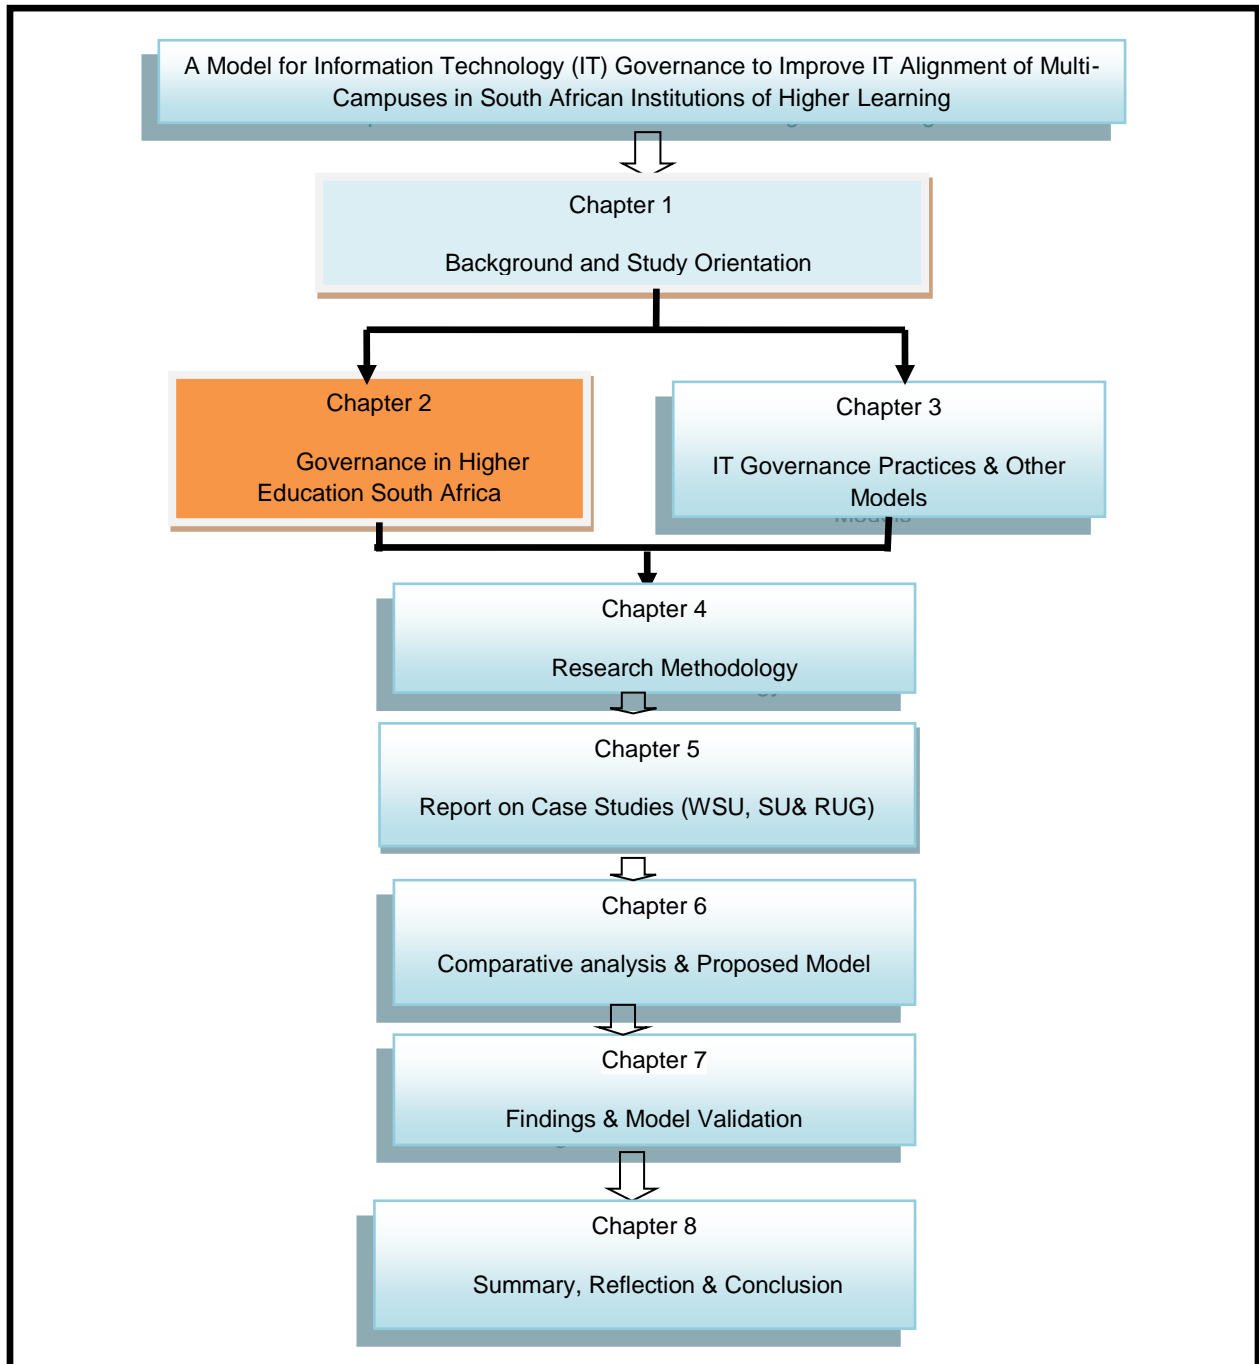 A Model for Information Technology (IT) Governance to Improve IT Alignment of Multi-
Campuses in South African Institutions of Higher Learning
Chapter 1
Background and Study Orientation
Chapter 2
Governance in Higher
Education South Africa
Chapter 3
IT Governance Practices & Other
Models
Chapter 4
Research Methodology
Chapter 5
Report on Case Studies (WSU, SU& RUG)
Chapter 6
Comparative analysis & Proposed Model
Chapter 7
Findings & Model Validation
Chapter 8
Summary, Reflection & Conclusion